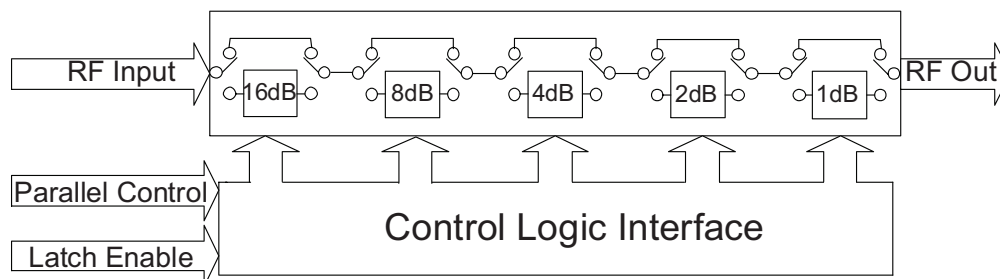 RF Input
16dB
8dB
4dB
2dB
1dB
RF Out
Parallel Control
Control Logic Interface
Latch Enable